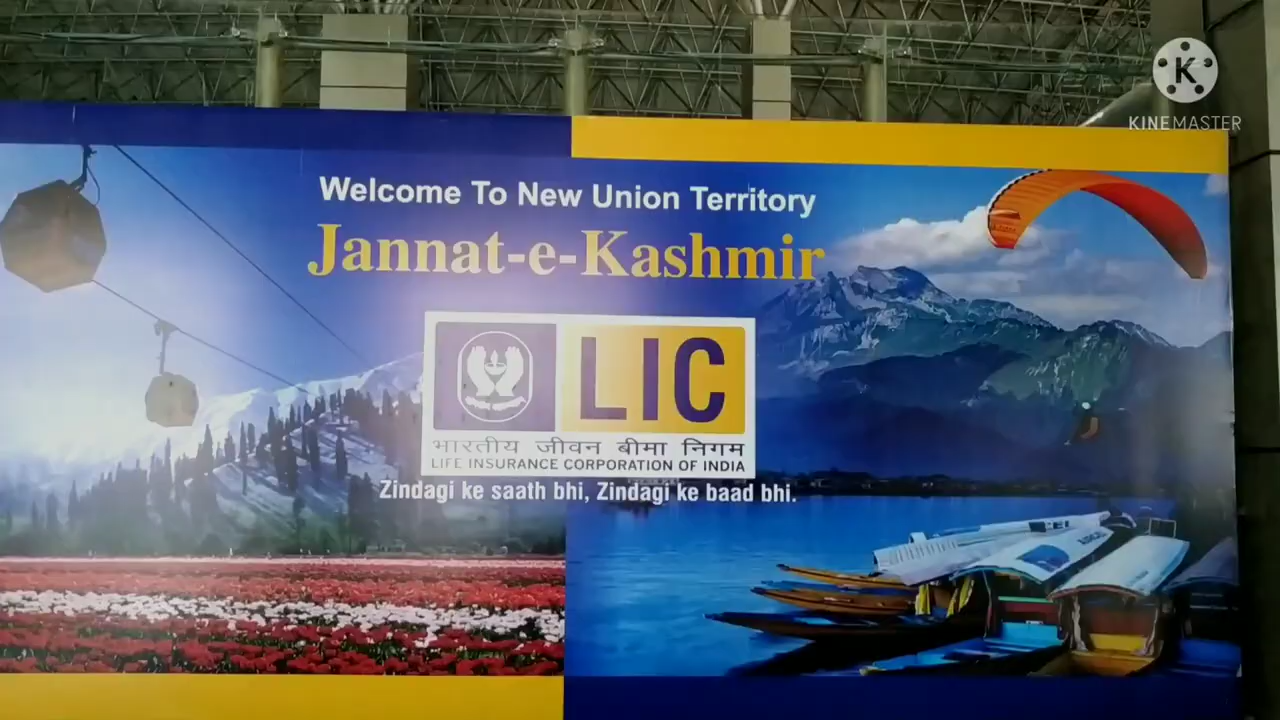 K
KINEMASTER
Welcome To New Union Territory
Jannat-e-Kashmir
LIC
भारतीय जीवन बीमा निगम
LIFE INSURANCE CORPORATION OF INDIA
Zindagi ke saath bhi, Zindagi ke baad bhi.